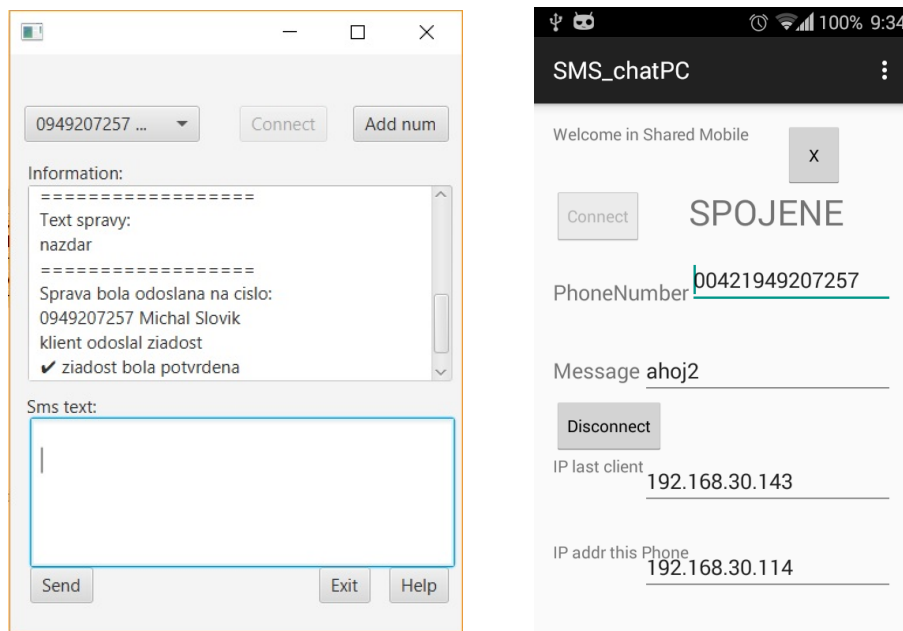 0949207257 ...
Connect
Add num
Information:
==================
Text spravy:
nazdar
==================
Sprava bola odoslana na cislo:
0949207257 Michal Slovik
klient odoslal ziadost
✔ ziadost bola potvrdena
Sms text:
Send
Exit
Help
100% 9:34
SMS_chatPC
Welcome in Shared Mobile
X
Connect
SPOJENE
PhoneNumber 00421949207257
Message ahoj2
Disconnect
IP last client 192.168.30.143
IP addr this Phone 192.168.30.114